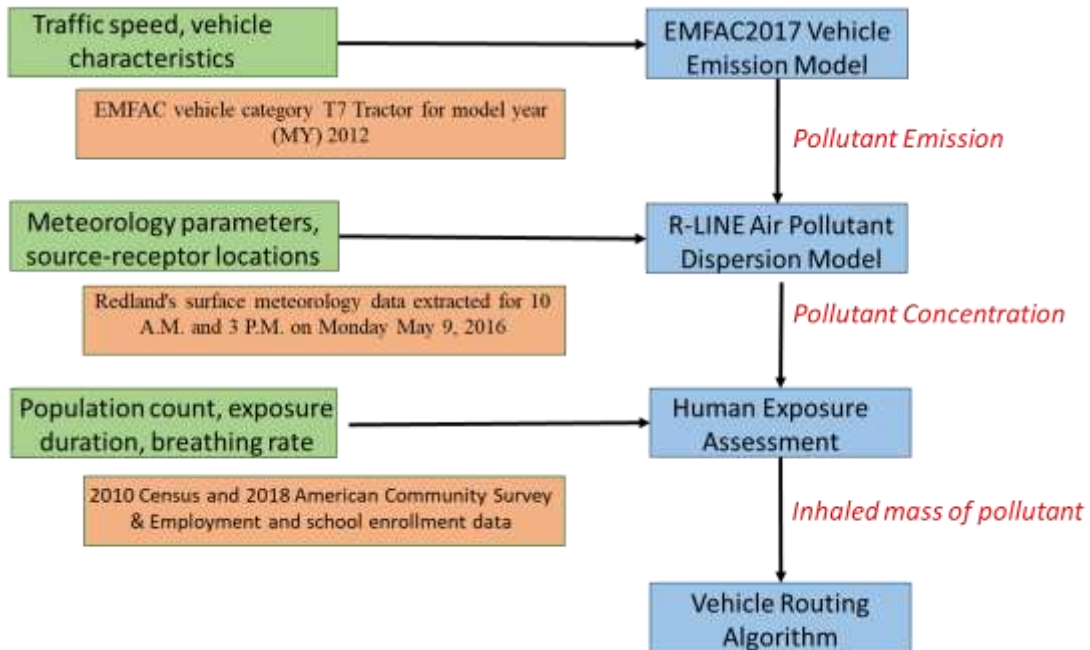 Traffic speed, vehicle
characteristics
EMFAC2017 Vehicle
Emission Model
EMFAC vehicle category T7 Tractor for model year
(MY) 2012
Pollutant Emission
Meteorology parameters,
source-receptor locations
R-LINE Air Pollutant
Dispersion Model
Redland's surface meteorology data extracted for 10
A.M. and 3 P.M. on Monday May 9, 2016
Pollutant Concentration
Population count, exposure
duration, breathing rate
Human Exposure
Assessment
2010 Census and 2018 American Community Survey
& Employment and school enrollment data
Inhaled mass of pollutant
Vehicle Routing
Algorithm